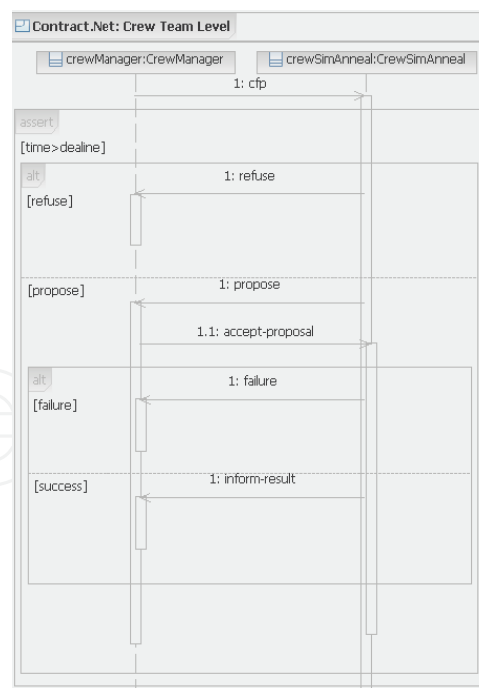 Contract.Net: Crew Team Level
crewManager:CrewManager
crewSimAnneal:CrewSimAnneal
1: cfp
assert
[time>dealine]
alt
1: refuse
[refuse]
1: propose
[propose]
1.1: accept-proposal
alt
1: failure
[failure]
1: inform-result
[success]